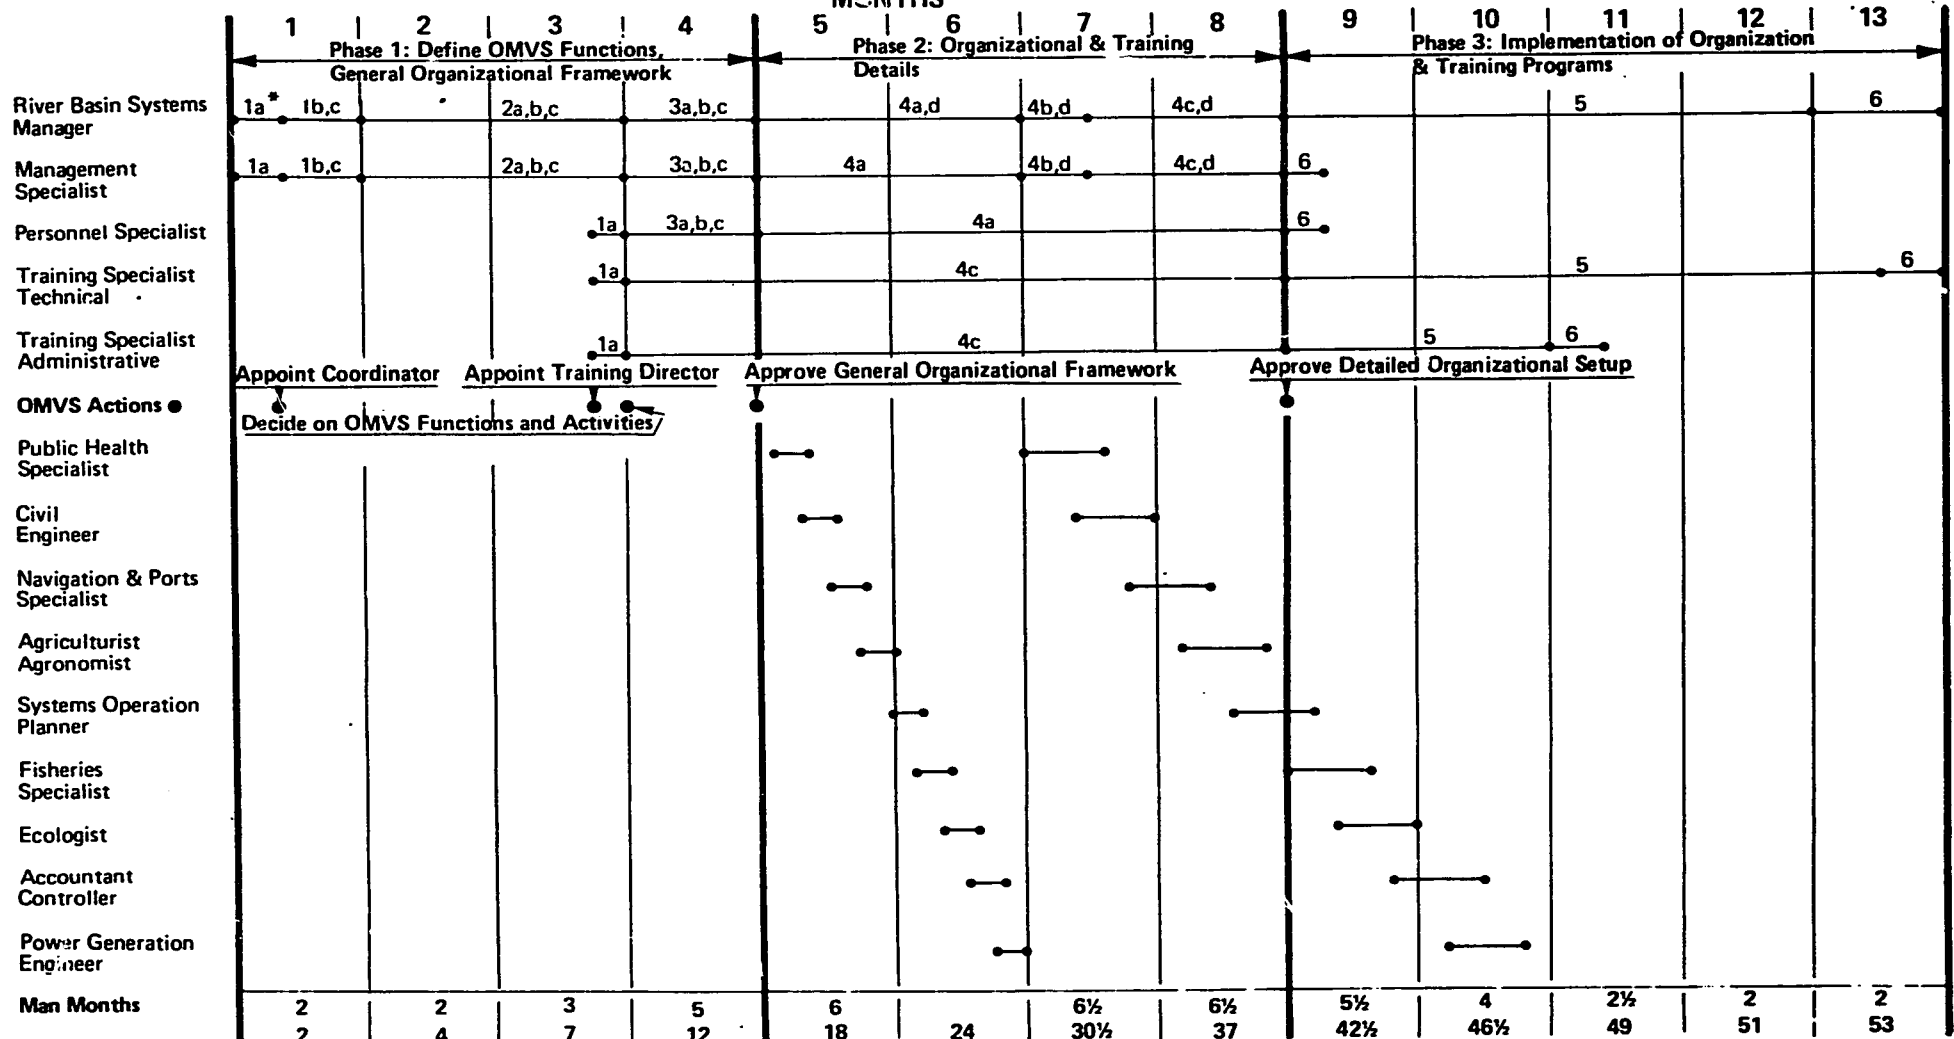 MONTHS
1 2 3 4 5 6 7 8 9 10 11 12 13
Phase 1: Define OMVS Functions,
General Organizational Framework
Phase 2: Organizational & Training
Details
Phase 3: Implementation of Organization
& Training Programs
River Basin Systems
Manager
1a* 1b,c 2a,b,c 3a,b,c 4a,d 4b,d 4c,d 5 6
Management
Specialist
1a 1b,c 2a,b,c 3a,b,c 4a 4b,d 4c,d 6
Personnel Specialist
1a 3a,b,c 4a 6
Training Specialist
Technical
1a 4c 5 6
Training Specialist
Administrative
1a 4c 5 6
Appoint Coordinator
Appoint Training Director
Approve General Organizational Framework
Approve Detailed Organizational Setup
OMVS Actions ●
Decide on OMVS Functions and Activities
Public Health
Specialist
Civil
Engineer
Navigation & Ports
Specialist
Agriculturist
Agronomist
Systems Operation
Planner
Fisheries
Specialist
Ecologist
Accountant
Controller
Power Generation
Engineer
Man Months
2 2 3 5 6 6½ 6½ 5½ 4 2½ 2 2
2 4 7 12 18 24 30½ 37 42½ 46½ 49 51 53